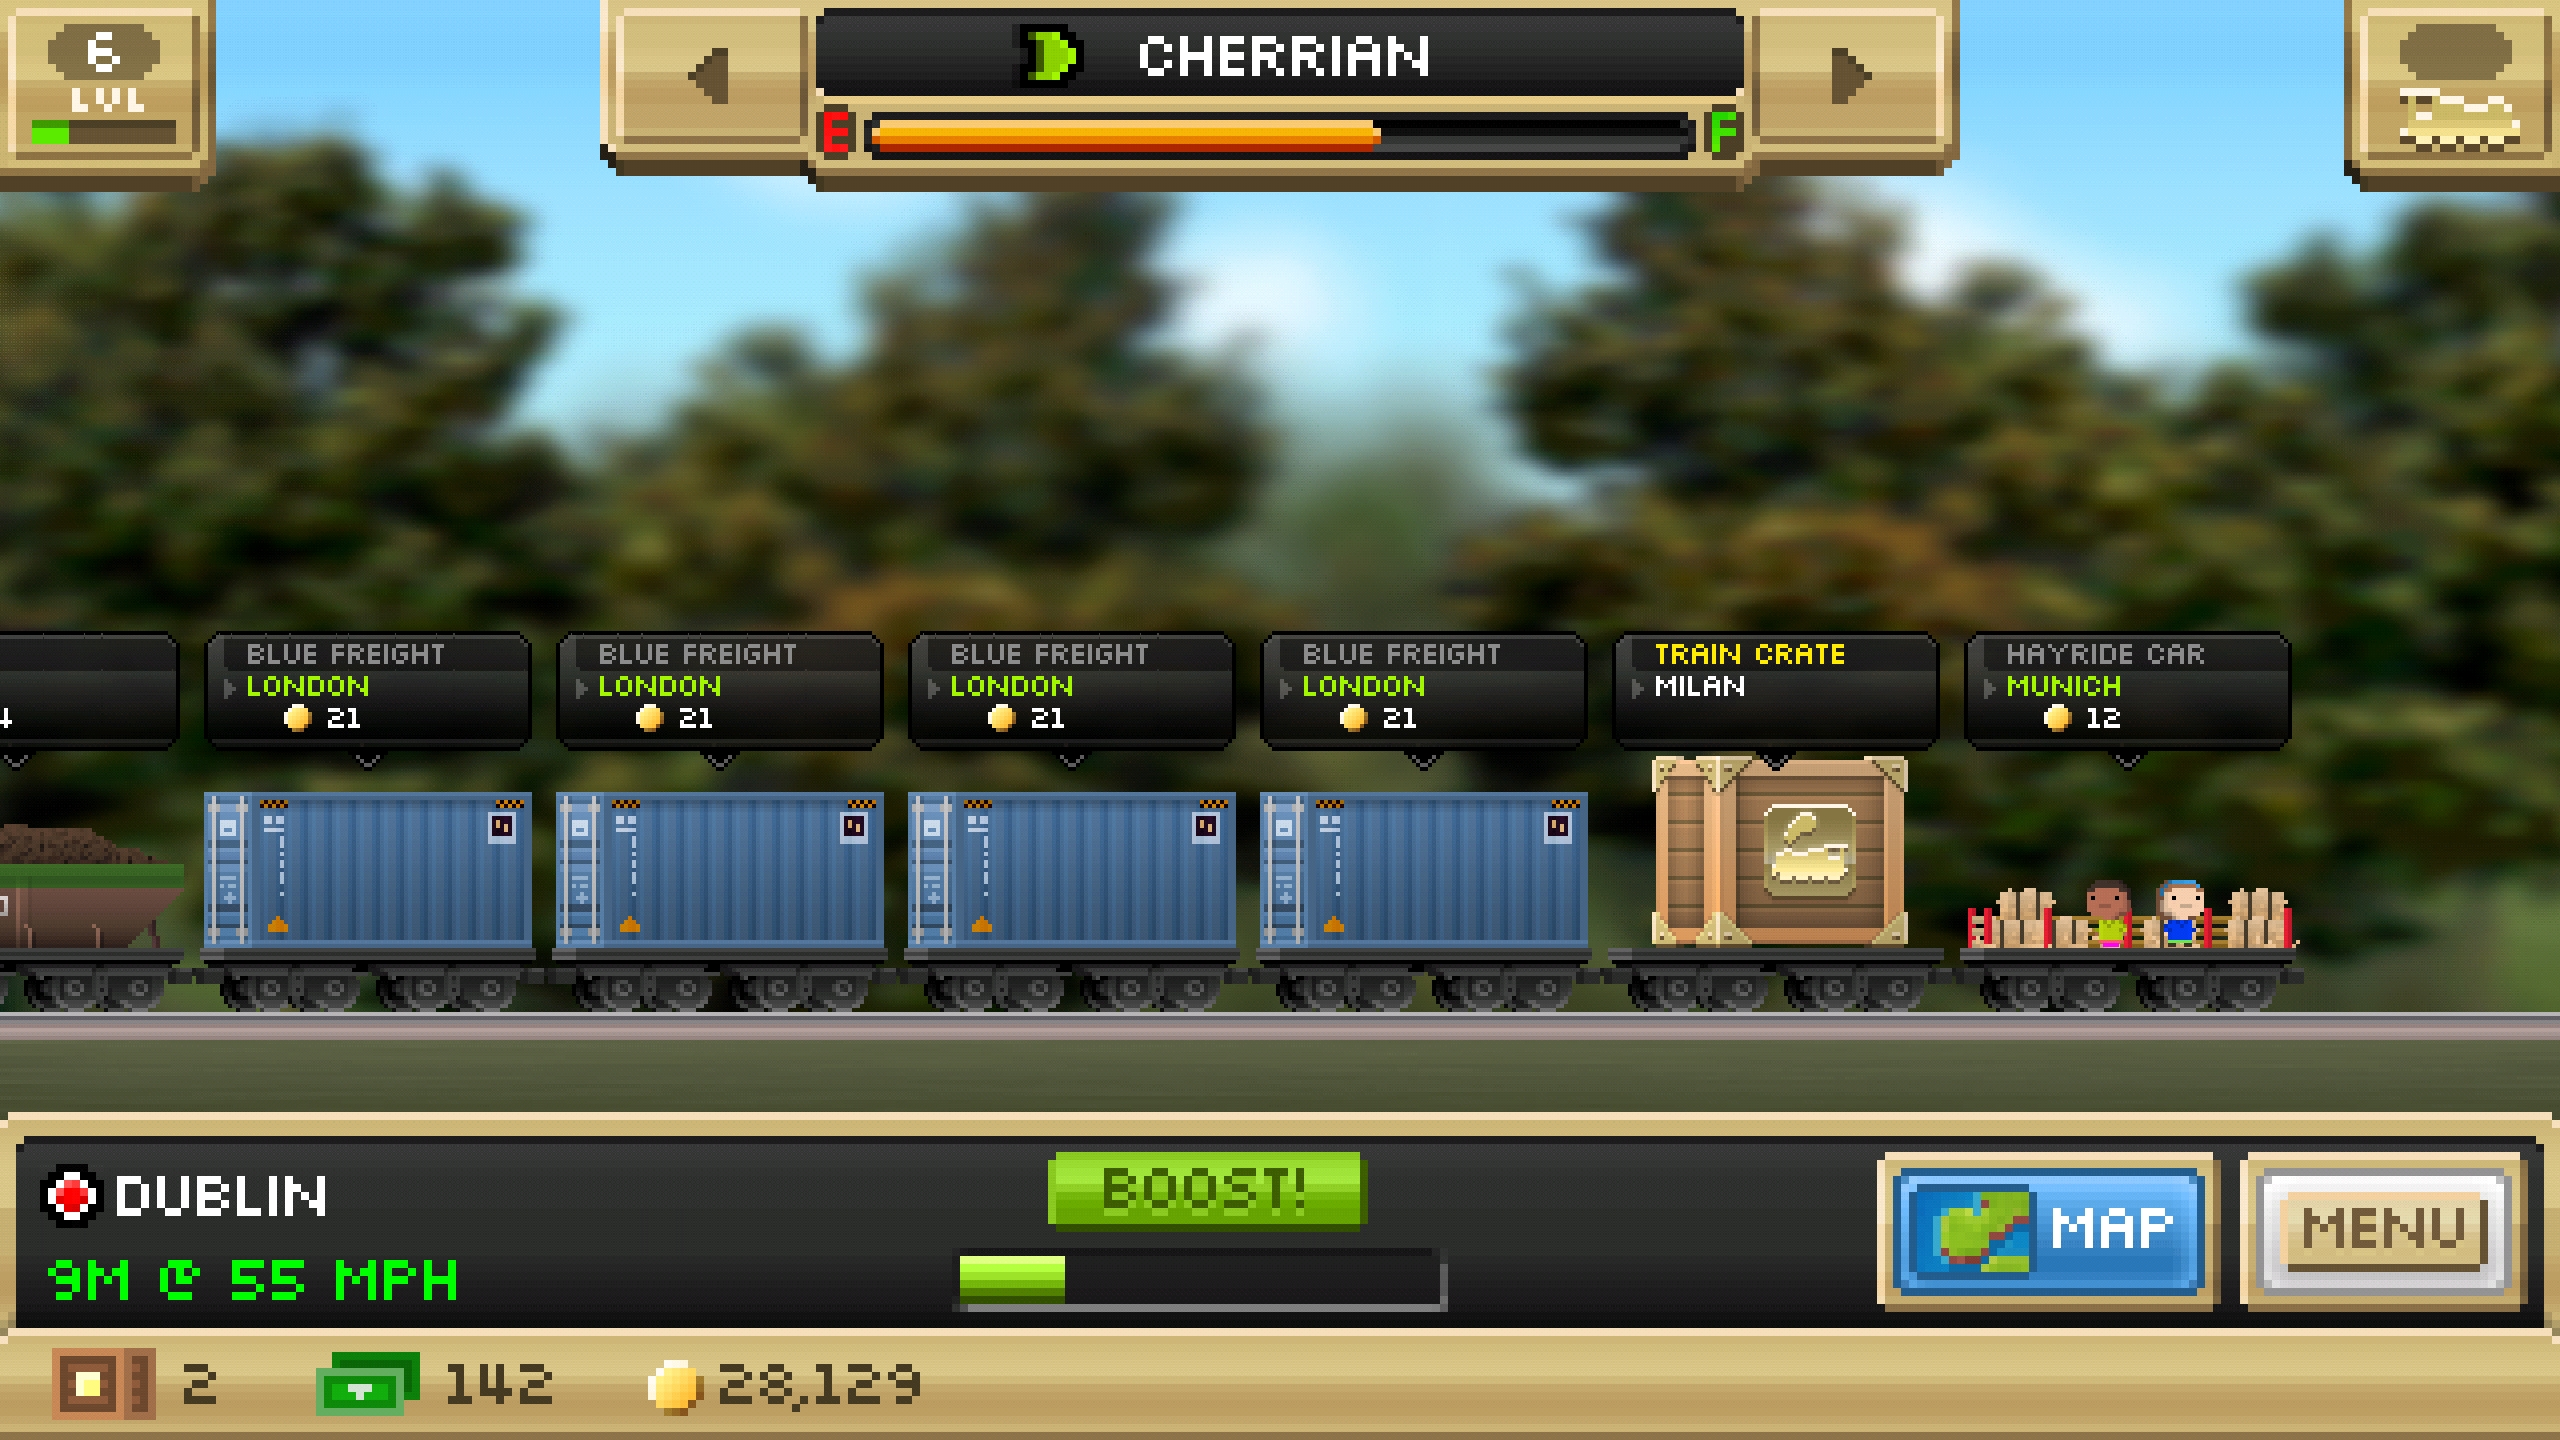 6
LVL
CHERRIAN
E F
BLUE FREIGHT
LONDON
21
BLUE FREIGHT
LONDON
21
BLUE FREIGHT
LONDON
21
BLUE FREIGHT
LONDON
21
TRAIN CRATE
MILAN
HAYRIDE CAR
MUNICH
12
4
DUBLIN
9M @ 55 MPH
BOOST!
MAP
MENU
2
142
28,129